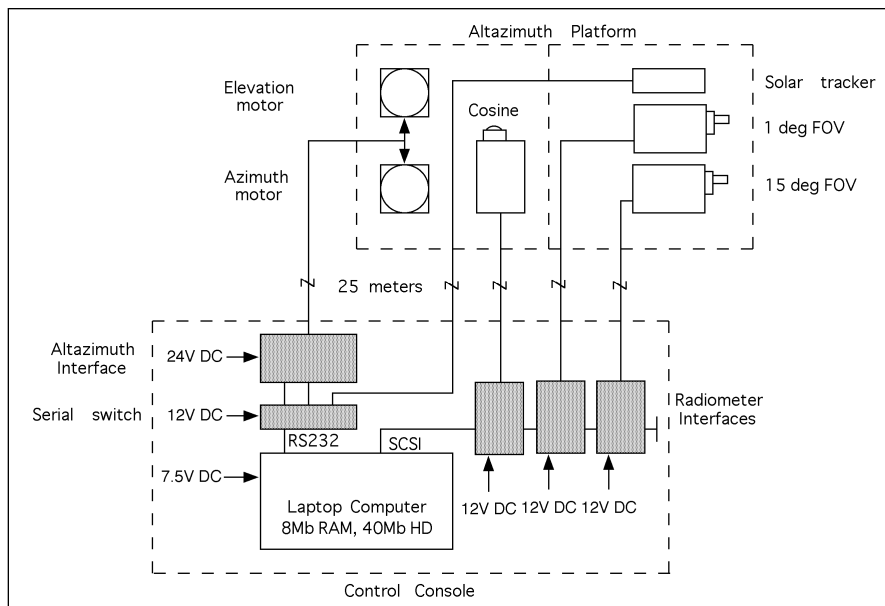 Altazimuth Platform
Elevation
motor
Solar tracker
Cosine
1 deg FOV
Azimuth
motor
15 deg FOV
25 meters
Altazimuth
Interface
24V DC
Serial switch
12V DC
Radiometer
Interfaces
RS232
SCSI
7.5V DC
Laptop Computer
8Mb RAM, 40Mb HD
12V DC
12V DC
12V DC
Control Console